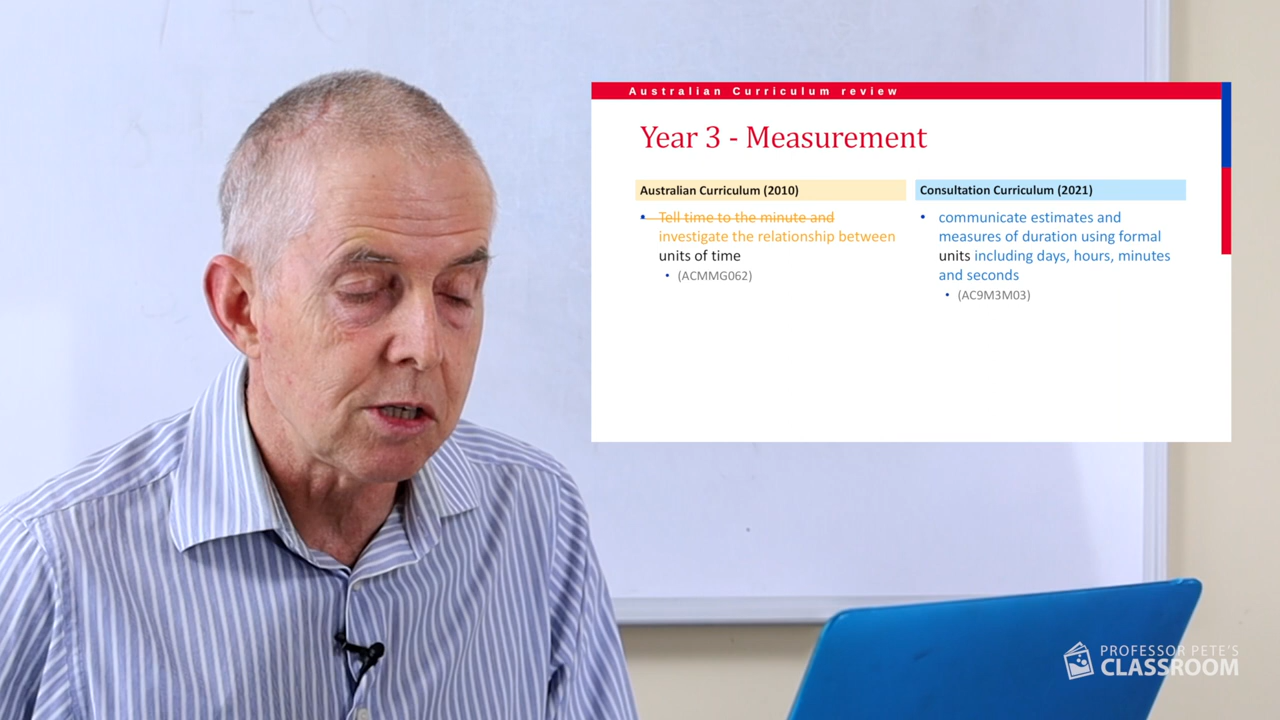 Australian Curriculum review
Year 3 - Measurement
Australian Curriculum (2010)
• Tell time to the minute and
investigate the relationship between
units of time
• (ACMMG062)
Consultation Curriculum (2021)
• communicate estimates and
measures of duration using formal
units including days, hours, minutes
and seconds
• (AC9M3M03)
PROFESSOR PETE'S
CLASSROOM